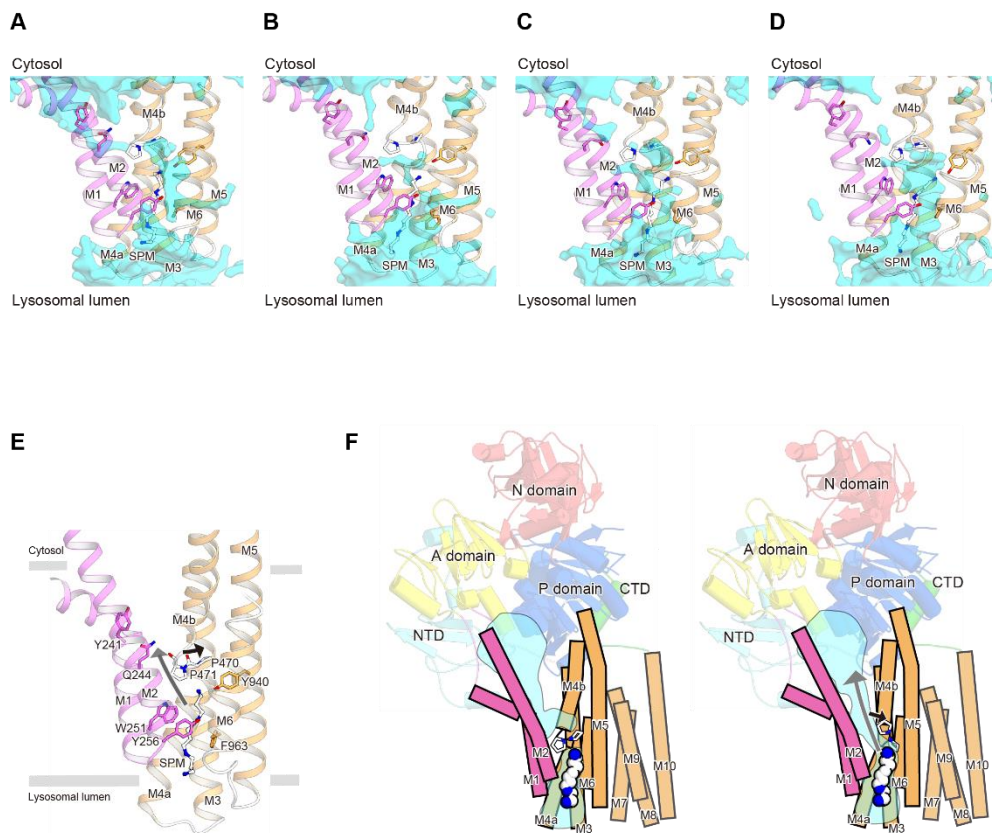 A
B
C
D
Cytosol
Cytosol
Cytosol
Cytosol
M4b
M2
M1
M5
M6
M4a
SPM
M3
M4b
M2
M1
M5
M6
M4a
SPM
M3
M4b
M2
M1
M5
M6
M4a
SPM
M3
M4b
M2
M1
M5
M6
M4a
SPM
M3
Lysosomal lumen
Lysosomal lumen
Lysosomal lumen
Lysosomal lumen
E
Cytosol
M5
M4b
Y241
P470
Q244
P471
Y940
M2
M1
W251
M6
Y256
F963
SPM
Lysosomal lumen
M4a
M3
F
N domain
A domain
P domain
CTD
NTD
M4b
M5
M2
M1
M6
M9
M10
M7
M4a
M3
M8
N domain
A domain
P domain
CTD
NTD
M4b
M5
M2
M1
M6
M9
M10
M7
M4a
M3
M8